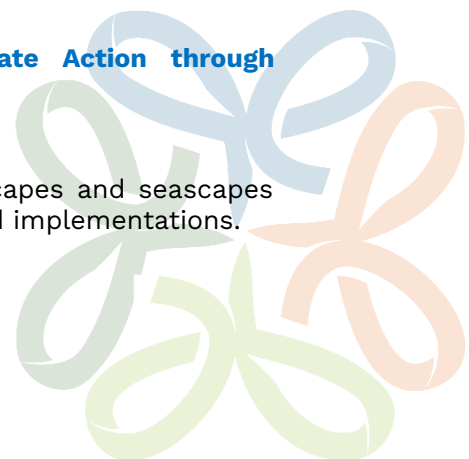 ate Action through
capes and seascapes
implementations.